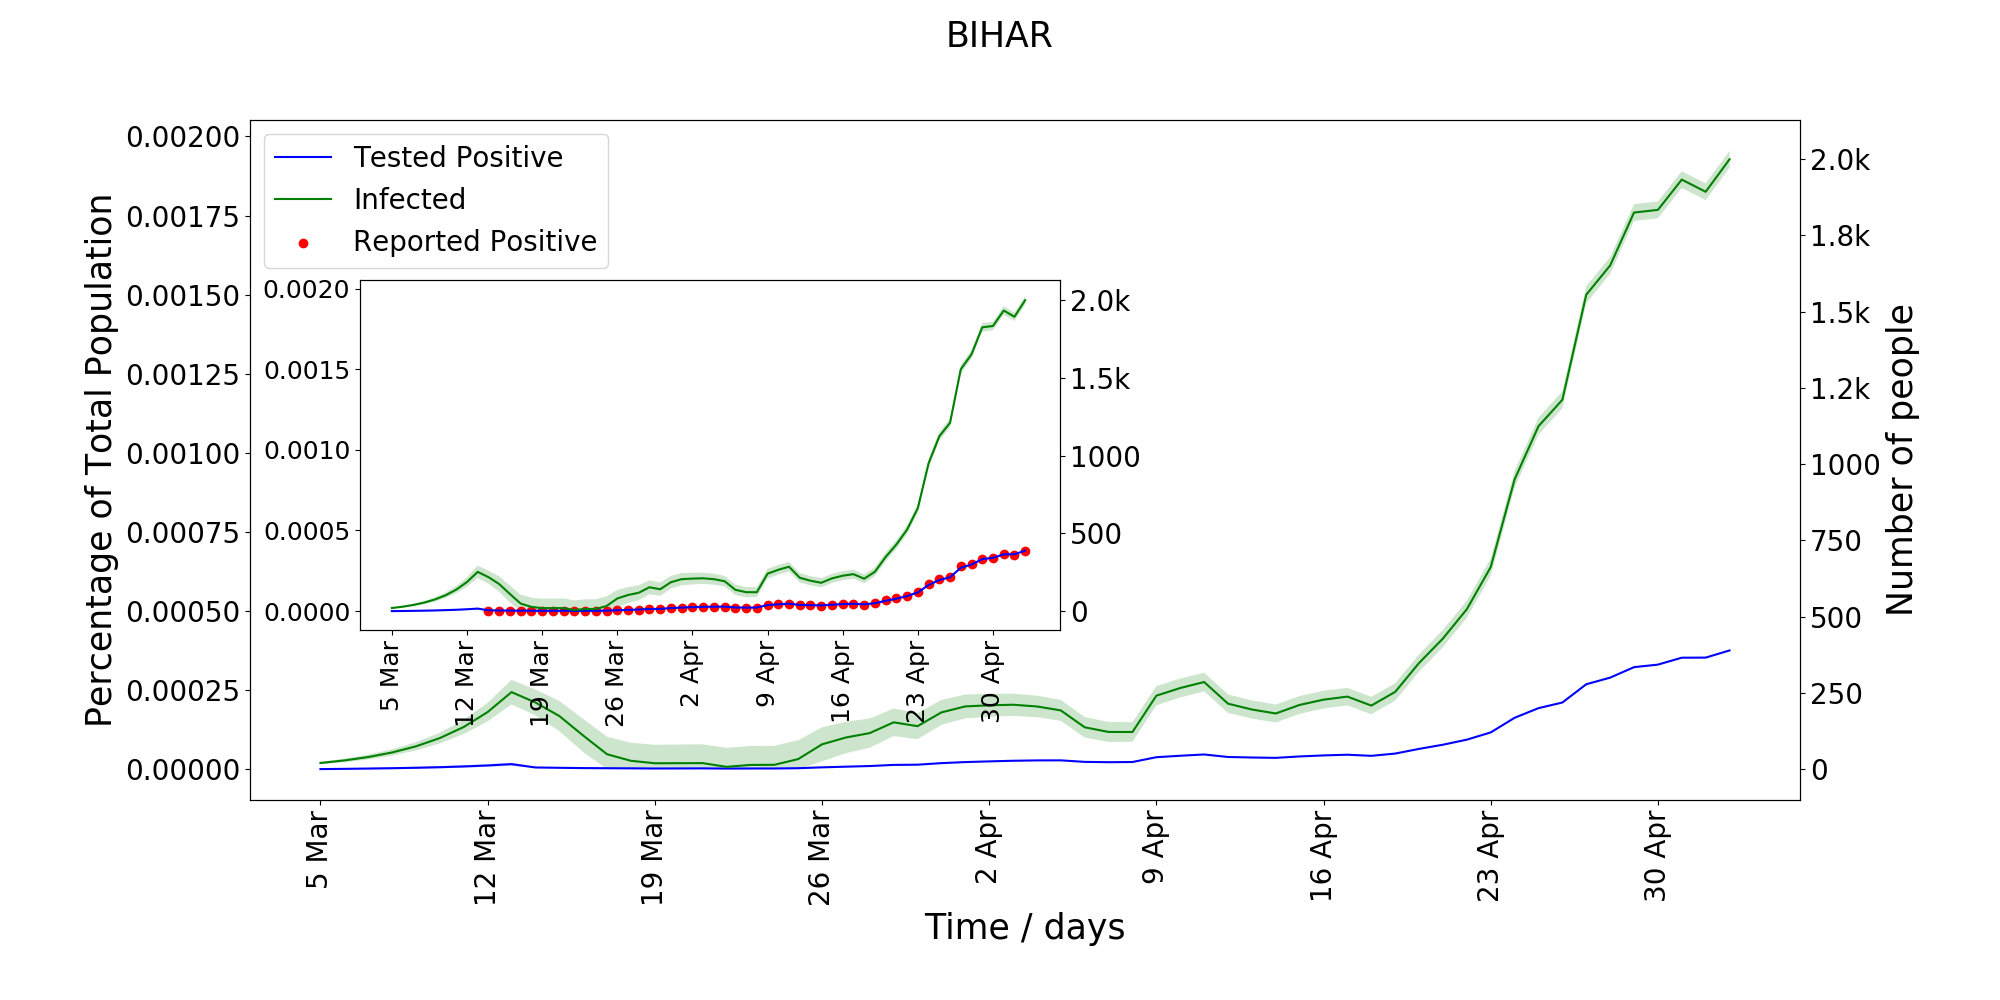 BIHAR
Tested Positive
Infected
Reported Positive
Percentage of Total Population
0.00200
0.00175
0.00150
0.00125
0.00100
0.00075
0.00050
0.00025
0.00000
0.0020
0.0015
0.0010
0.0005
0.0000
2.0k
1.5k
1000
500
0
5 Mar
12 Mar
19 Mar
26 Mar
2 Apr
9 Apr
16 Apr
23 Apr
30 Apr
2.0k
1.8k
1.5k
1.2k
1000
750
500
250
0
Number of people
5 Mar
12 Mar
19 Mar
26 Mar
2 Apr
9 Apr
16 Apr
23 Apr
30 Apr
Time / days